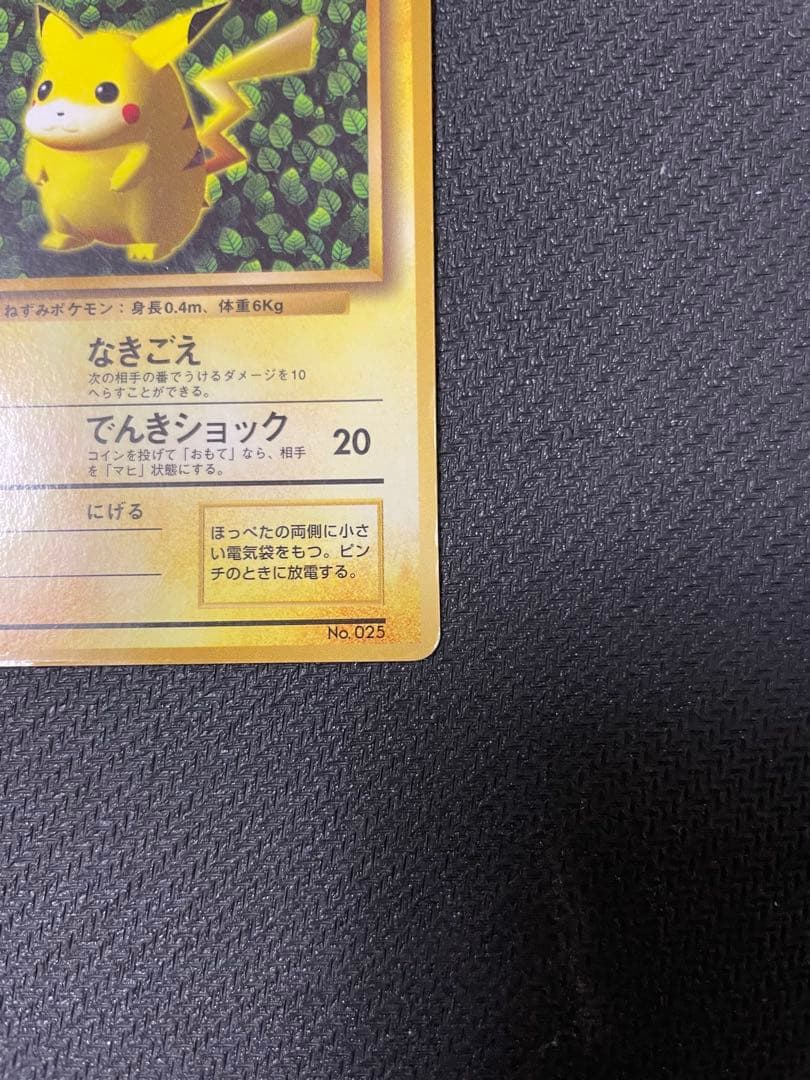 ねずみポケモン：身長0.4m、体重6Kg
なきごえ
次の相手の番でうけるダメージを10
へらすことができる。
でんきショック 20
コインを投げて「おもて」なら、相手
を「マヒ」状態にする。
にげる
ほっぺたの両側に小さ
い電気袋をもつ。ピン
チのときに放電する。
No. 025